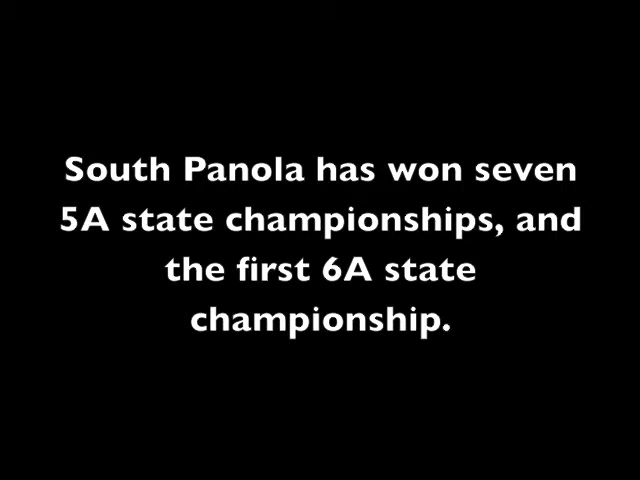 South Panola has won seven
5A state championships, and
the first 6A state
championship.